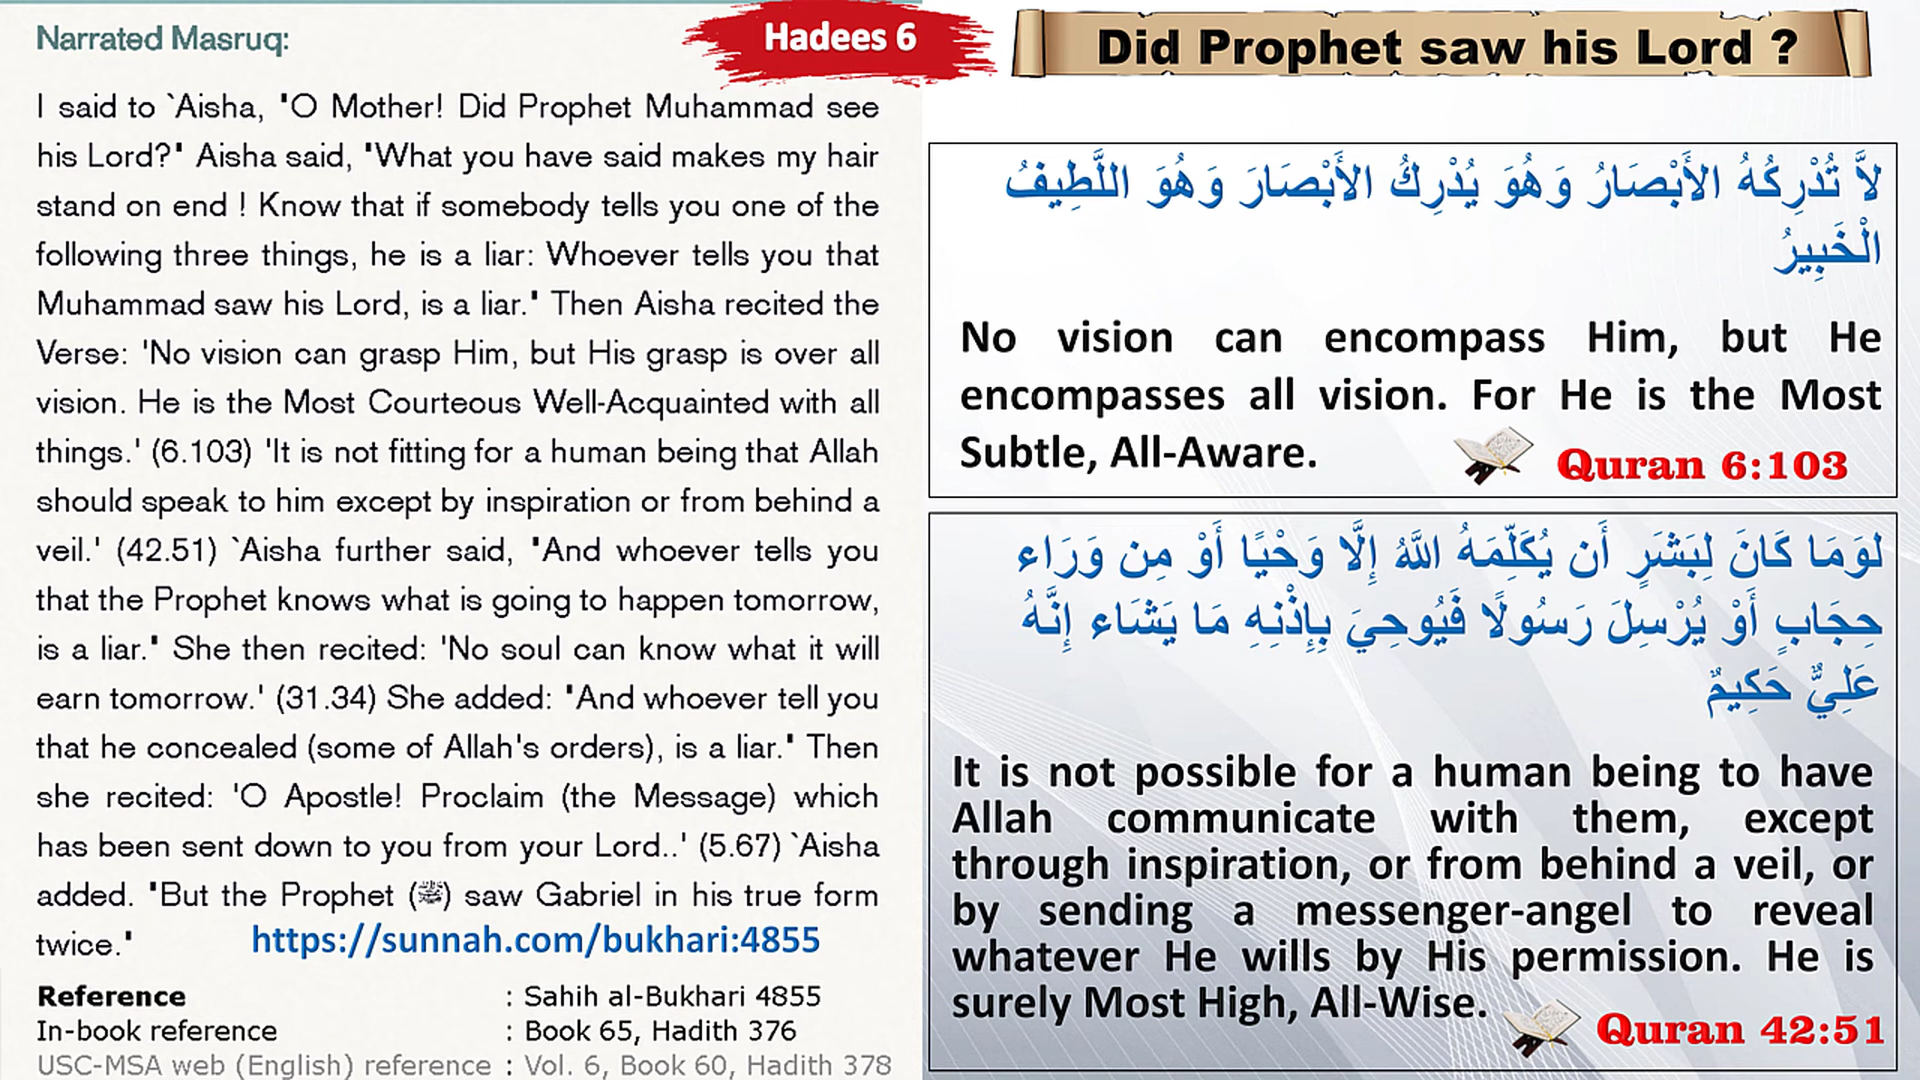 Narrated Masruq:
Hadees 6
I said to `Aisha, "O Mother! Did Prophet Muhammad see
his Lord?" Aisha said, "What you have said makes my hair
stand on end ! Know that if somebody tells you one of the
following three things, he is a liar: Whoever tells you that
Muhammad saw his Lord, is a liar." Then Aisha recited the
Verse: 'No vision can grasp Him, but His grasp is over all
vision. He is the Most Courteous Well-Acquainted with all
things.' (6.103) 'It is not fitting for a human being that Allah
should speak to him except by inspiration or from behind a
veil.' (42.51) `Aisha further said, "And whoever tells you
that the Prophet knows what is going to happen tomorrow,
is a liar." She then recited: 'No soul can know what it will
earn tomorrow.' (31.34) She added: "And whoever tell you
that he concealed (some of Allah's orders), is a liar." Then
she recited: 'O Apostle! Proclaim (the Message) which
has been sent down to you from your Lord..' (5.67) `Aisha
added. "But the Prophet (ﷺ) saw Gabriel in his true form
twice."
https://sunnah.com/bukhari:4855
Reference : Sahih al-Bukhari 4855
In-book reference : Book 65, Hadith 376
USC-MSA web (English) reference : Vol. 6, Book 60, Hadith 378
Did Prophet saw his Lord ?
لاَّ تُدْرِكُهُ الأَبْصَارُ وَهُوَ يُدْرِكُ الأَبْصَارَ وَهُوَ اللَّطِيفُ
الْخَبِيرُ
No vision can encompass Him, but He
encompasses all vision. For He is the Most
Subtle, All-Aware.
Quran 6:103
لوَمَا كَانَ لِبَشَرٍ أَن يُكَلِّمَهُ اللَّهُ إِلَّا وَحْيًا أَوْ مِن وَرَاء
حِجَابٍ أَوْ يُرْسِلَ رَسُولًا فَيُوحِيَ بِإِذْنِهِ مَا يَشَاء إِنَّهُ
عَلِيٌّ حَكِيمٌ
It is not possible for a human being to have
Allah communicate with them, except
through inspiration, or from behind a veil, or
by sending a messenger-angel to reveal
whatever He wills by His permission. He is
surely Most High, All-Wise.
Quran 42:51